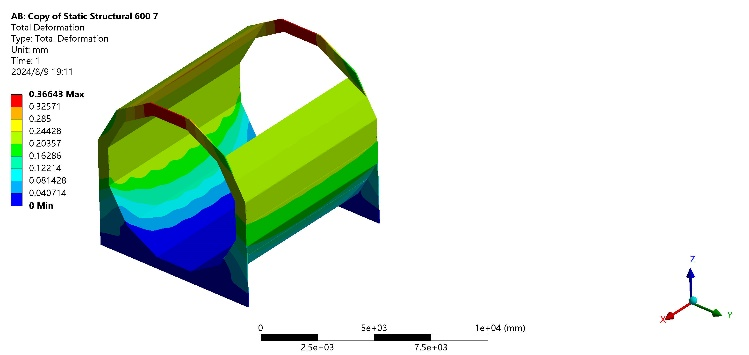 AB: Copy of Static Structural 600 7
Total Deformation
Type: Total Deformation
Unit: mm
Time: 1
2024/8/9 19:11
0.36643 Max
0.32571
0.285
0.24428
0.20357
0.16286
0.12214
0.081428
0.040714
0 Min
Z
X
Y
0 5e+03 1e+04 (mm)
2.5e+03 7.5e+03